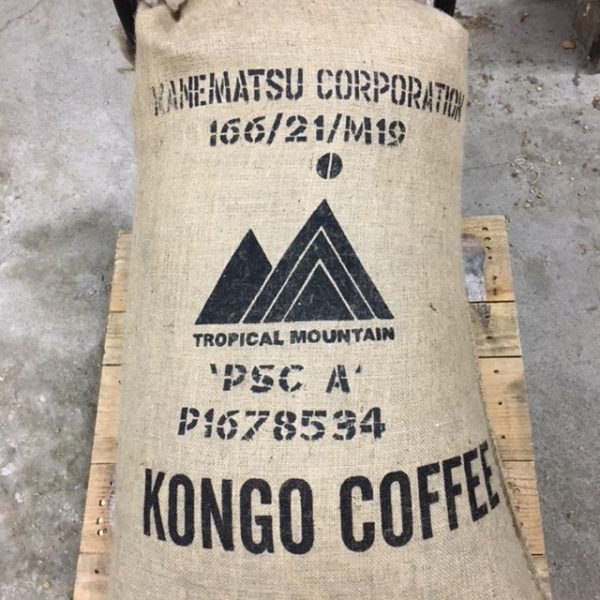 KANEMATSU CORPORATION
166/21/M19
TROPICAL MOUNTAIN
'PSC A'
P1678534
KONGO COFFEE